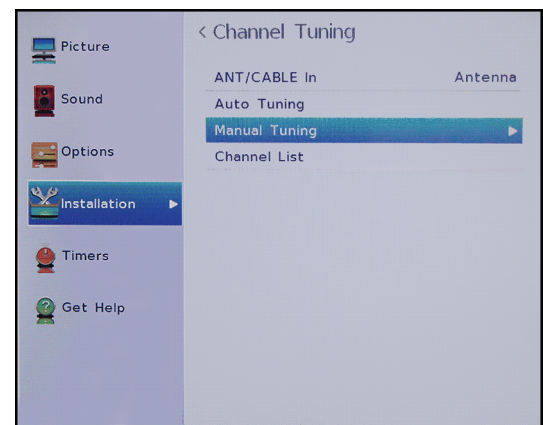 Picture
Sound
Options
Installation
Timers
Get Help
< Channel Tuning
ANT/CABLE In Antenna
Auto Tuning
Manual Tuning
Channel List